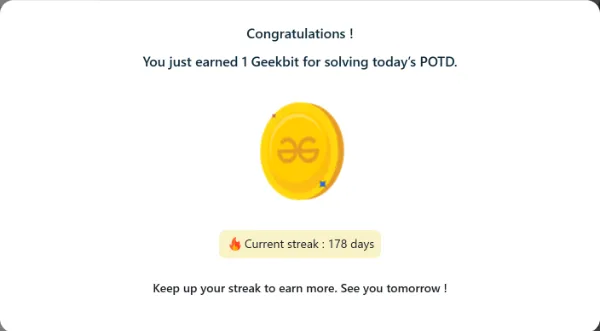 Congratulations !
You just earned 1 Geekbit for solving today's POTD.
Current streak : 178 days
Keep up your streak to earn more. See you tomorrow !